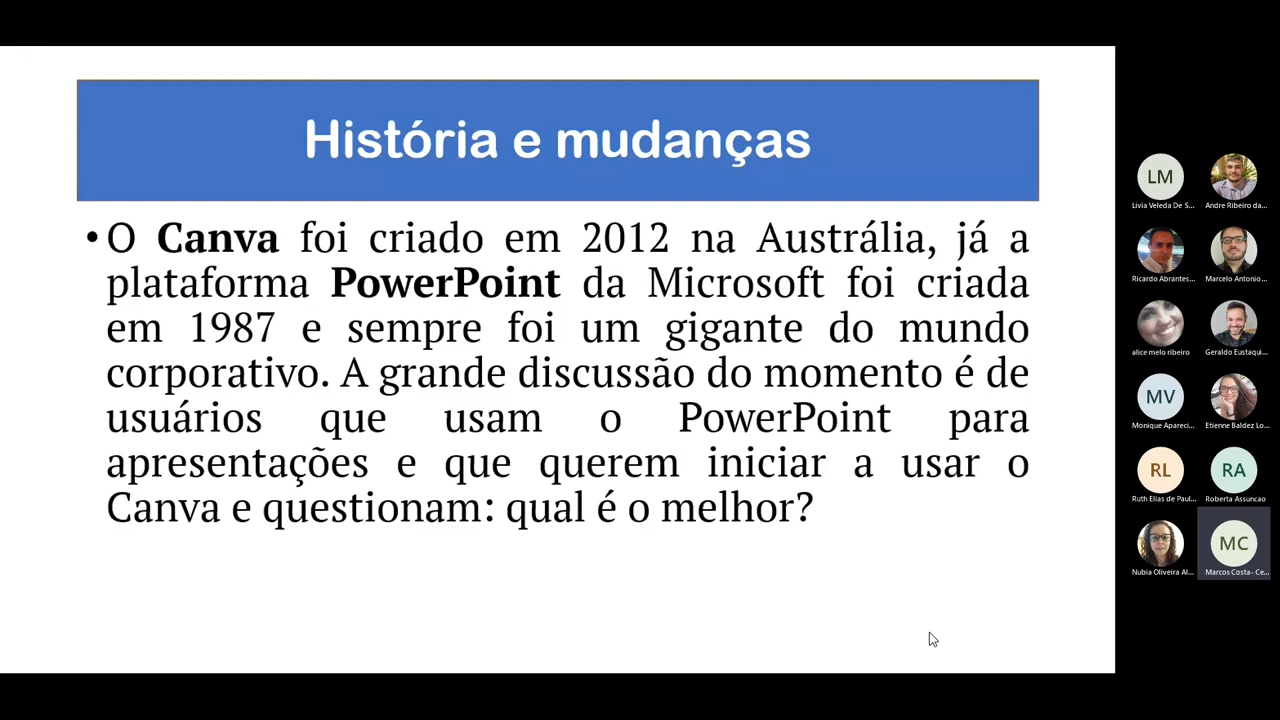 História e mudanças
•O Canva foi criado em 2012 na Austrália, já a
plataforma PowerPoint da Microsoft foi criada
em 1987 e sempre foi um gigante do mundo
corporativo. A grande discussão do momento é de
usuários que usam o PowerPoint para
apresentações e que querem iniciar a usar o
Canva e questionam: qual é o melhor?
LM
Livia Veleda De S...
Andre Ribeiro da...
Ricardo Abrantes...
Marcelo Antonio...
alice melo ribeiro
Geraldo Eustaqui...
MV
Monique Apareci...
Etienne Baldez Lo...
RL
RA
Ruth Elias de Paul...
Roberta Assuncao
MC
Nubia Oliveira Al...
Marcos Costa- Ce...